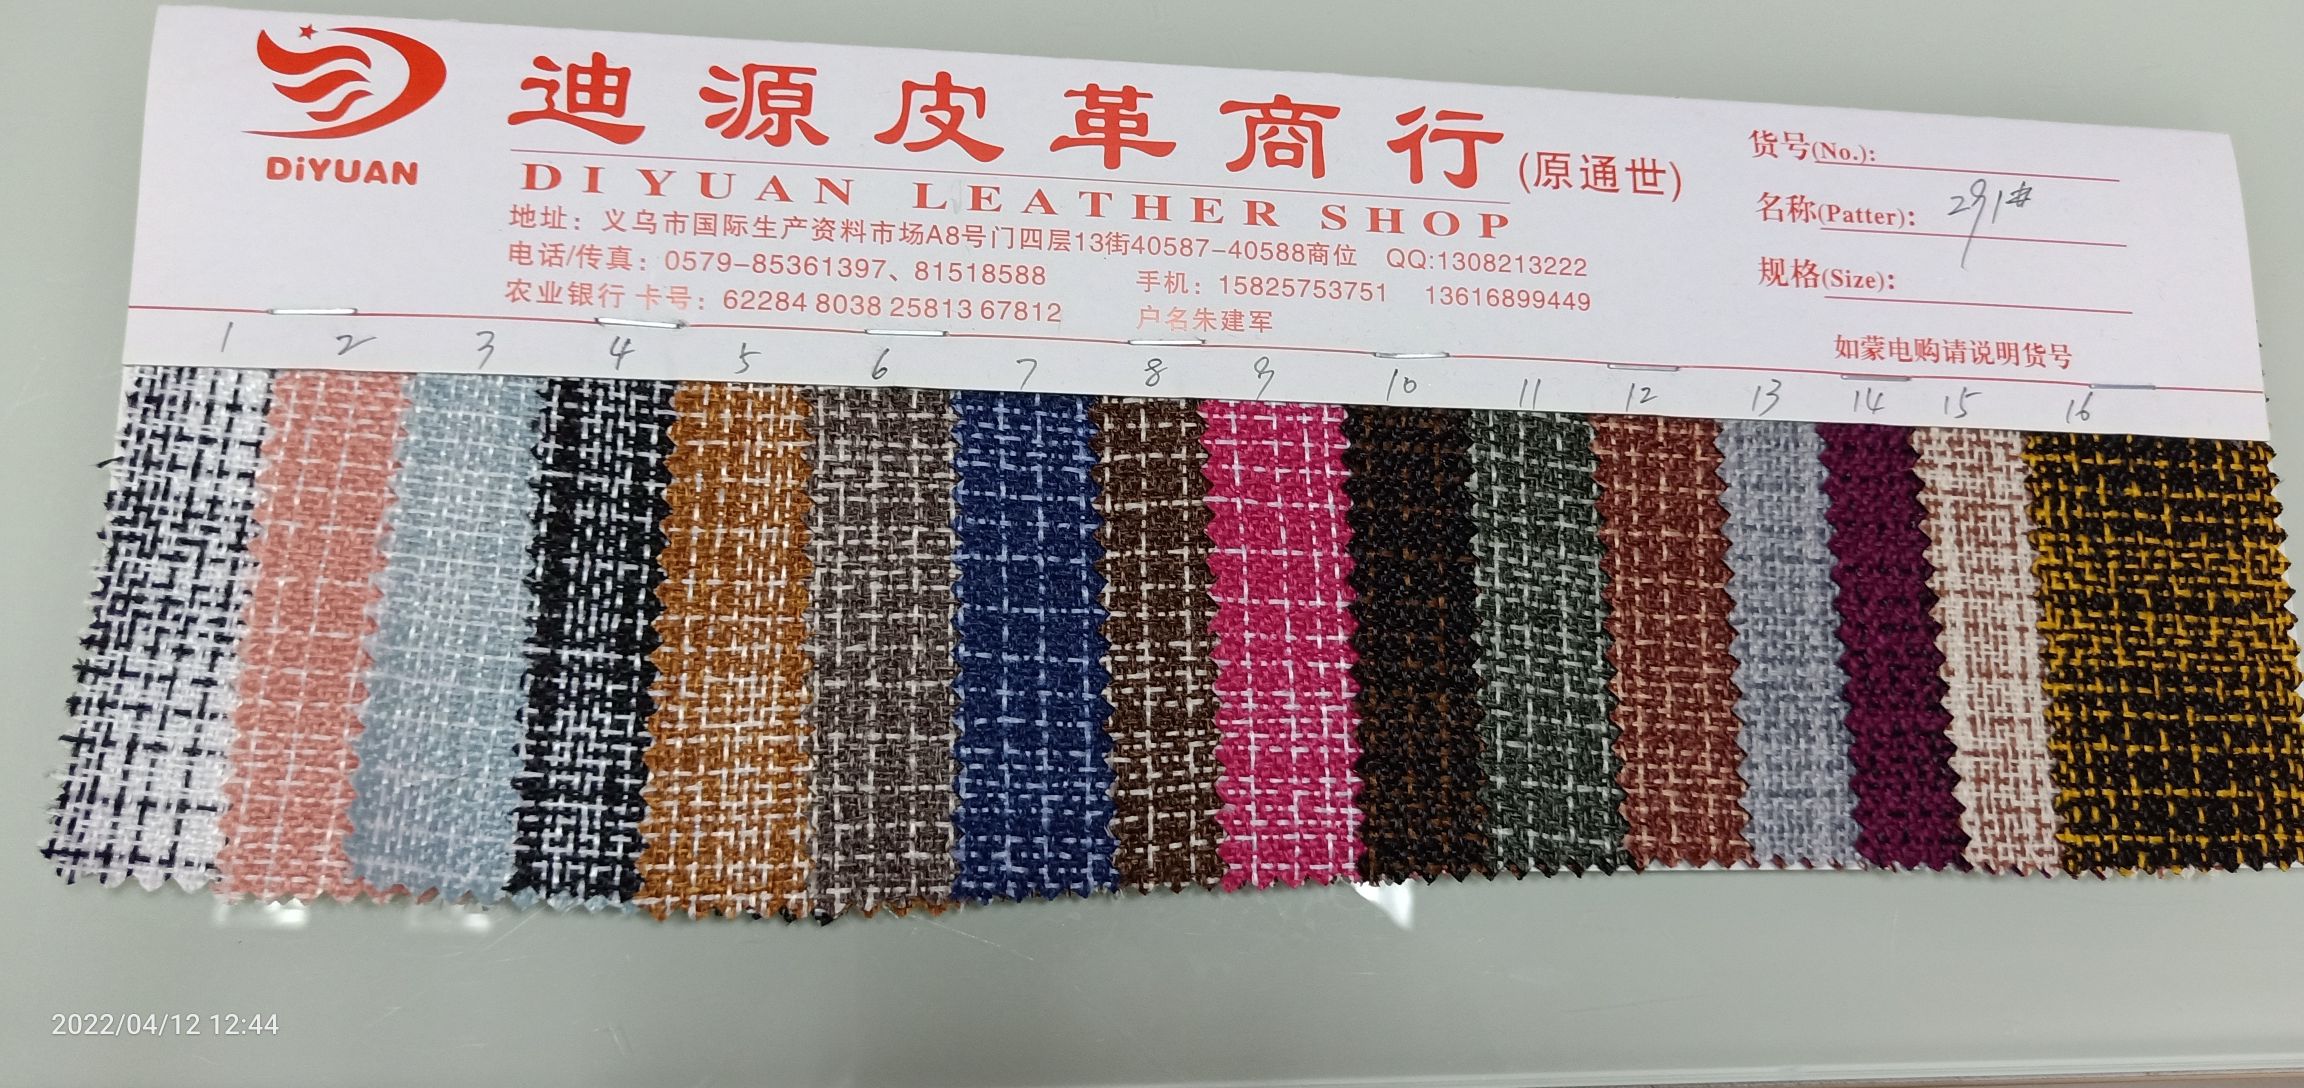 DiYUAN
迪源皮革商行(原通世)
DI YUAN LEATHER SHOP
地址：义乌市国际生产资料市场A8号门四层13街40587-40588商位 QQ:1308213222
电话/传真：0579-85361397、81518588 手机：15825753751 13616899449
农业银行 卡号：62284 8038 25813 67812 户名朱建军
货号(No.):
名称(Patter): 291#
规格(Size):
如蒙电购请说明货号
1 2 3 4 5 6 7 8 9 10 11 12 13 14 15 16
2022/04/12 12:44